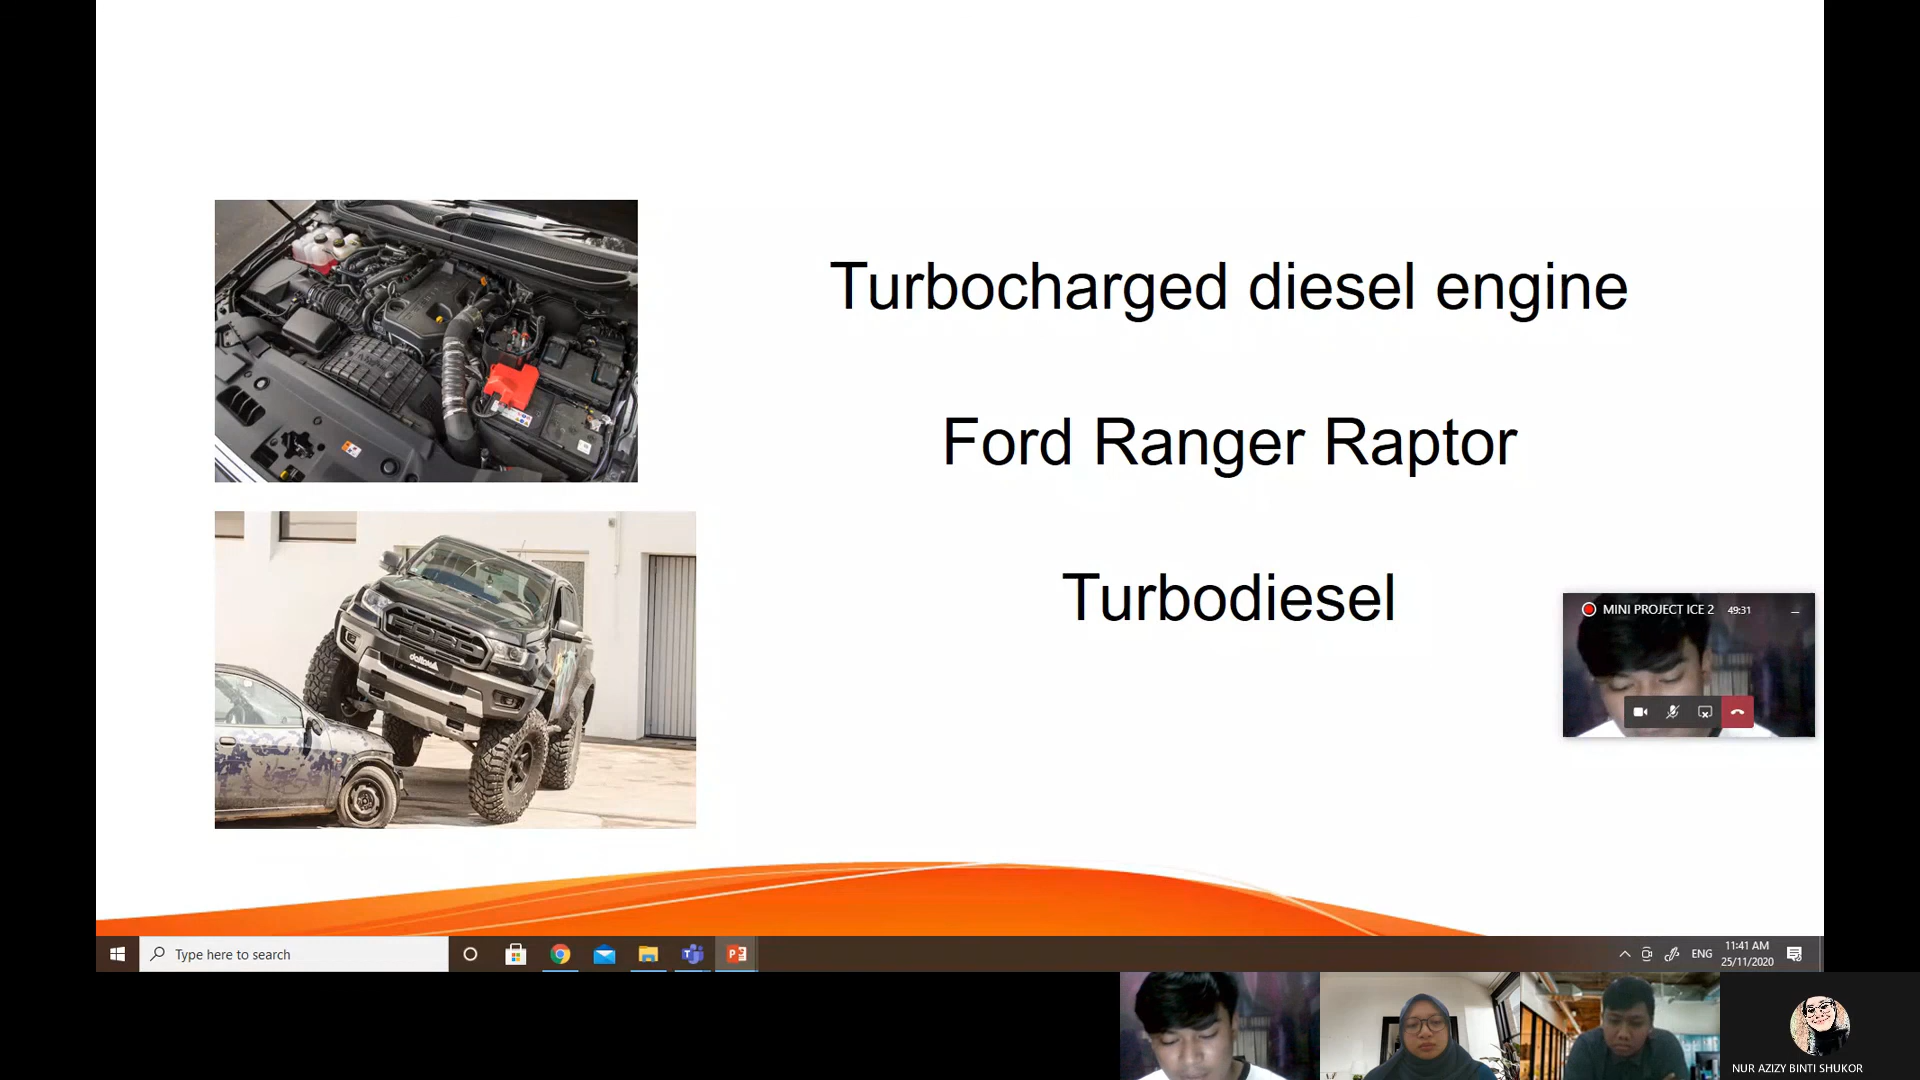 Turbocharged diesel engine
Ford Ranger Raptor
Turbodiesel
FORD
MINI PROJECT ICE 2 49:31
Type here to search
ENG
11:41 AM
25/11/2020
NUR AZIZY BINTI SHUKOR